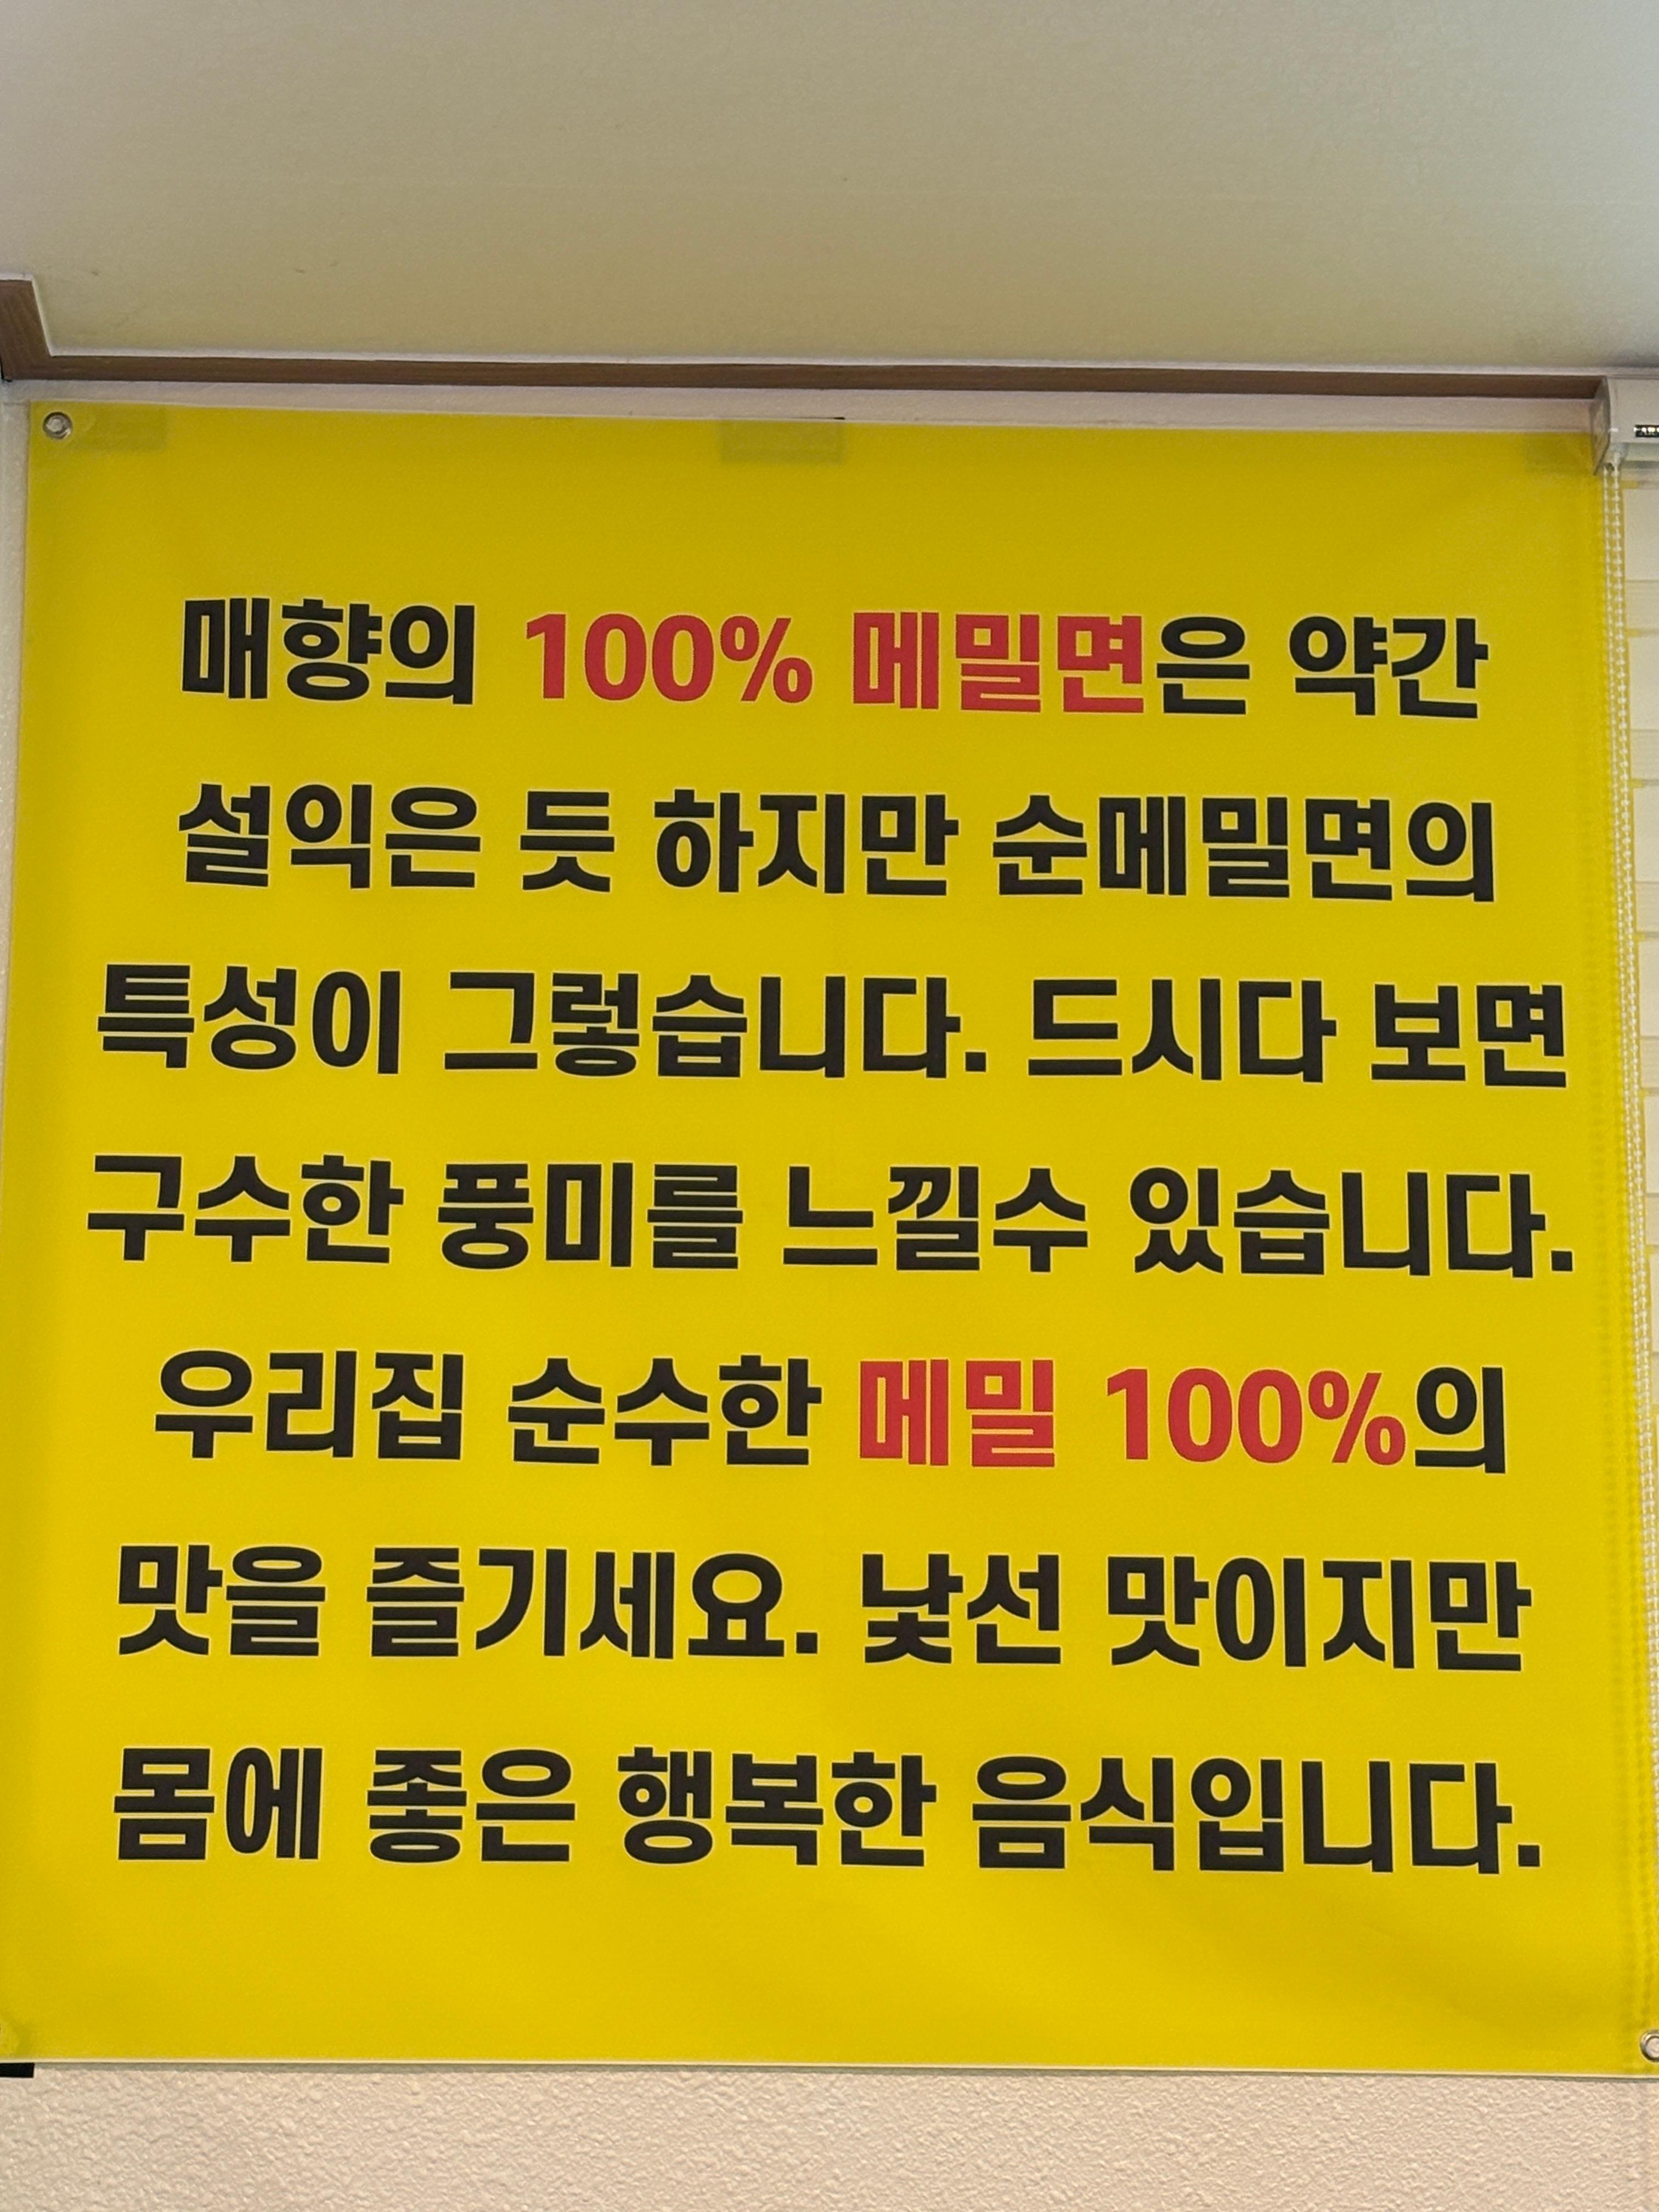 매향의 100% 메밀면은 약간
설익은 듯 하지만 순메밀면의
특성이 그렇습니다. 드시다 보면
구수한 풍미를 느낄수 있습니다.
우리집 순수한 메밀 100%의
맛을 즐기세요. 낯선 맛이지만
몸에 좋은 행복한 음식입니다.